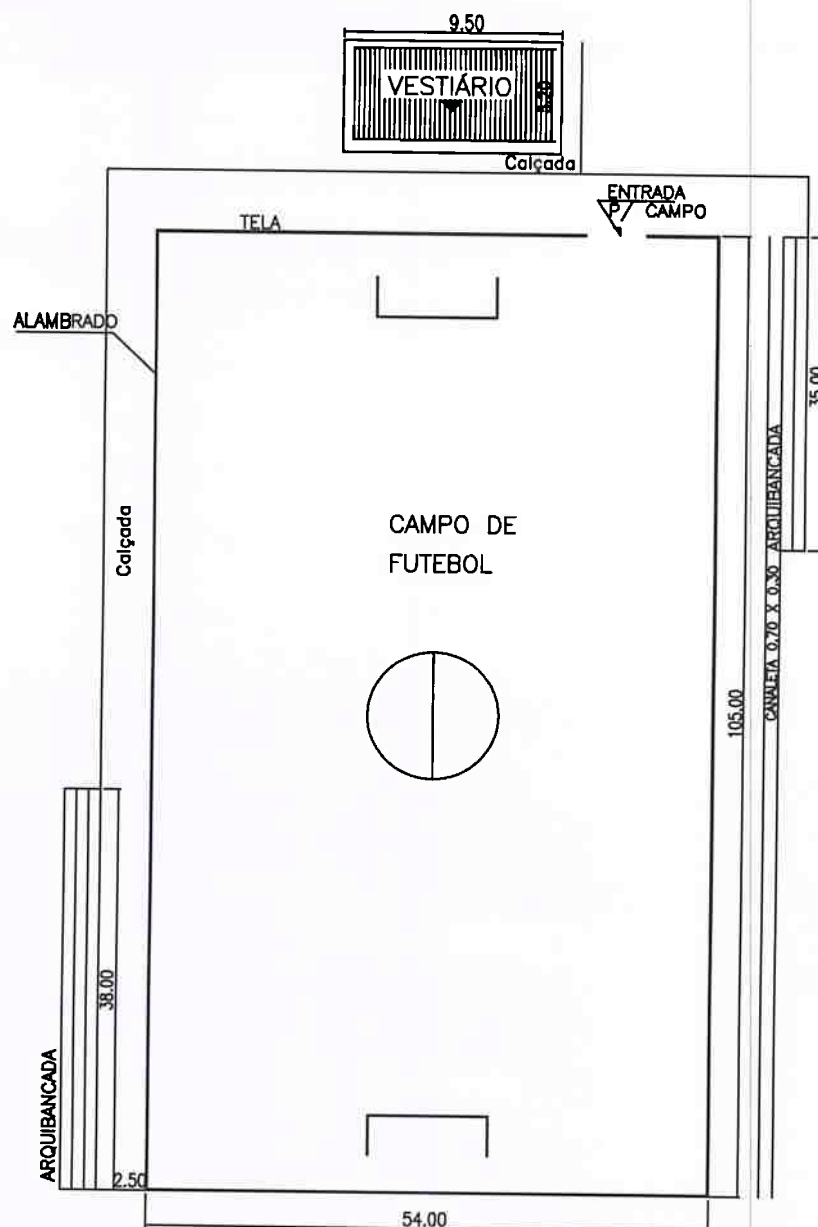 9.50
VESTIÁRIO
Calçada
ENTRADA
P/ CAMPO
TELA
ALAMBRADO
35.00
Calçada
CAMPO DE
FUTEBOL
CANALETA 0.70 X 0.30
ARQUIBANCADA
105.00
38.00
ARQUIBANCADA
2.50
54.00